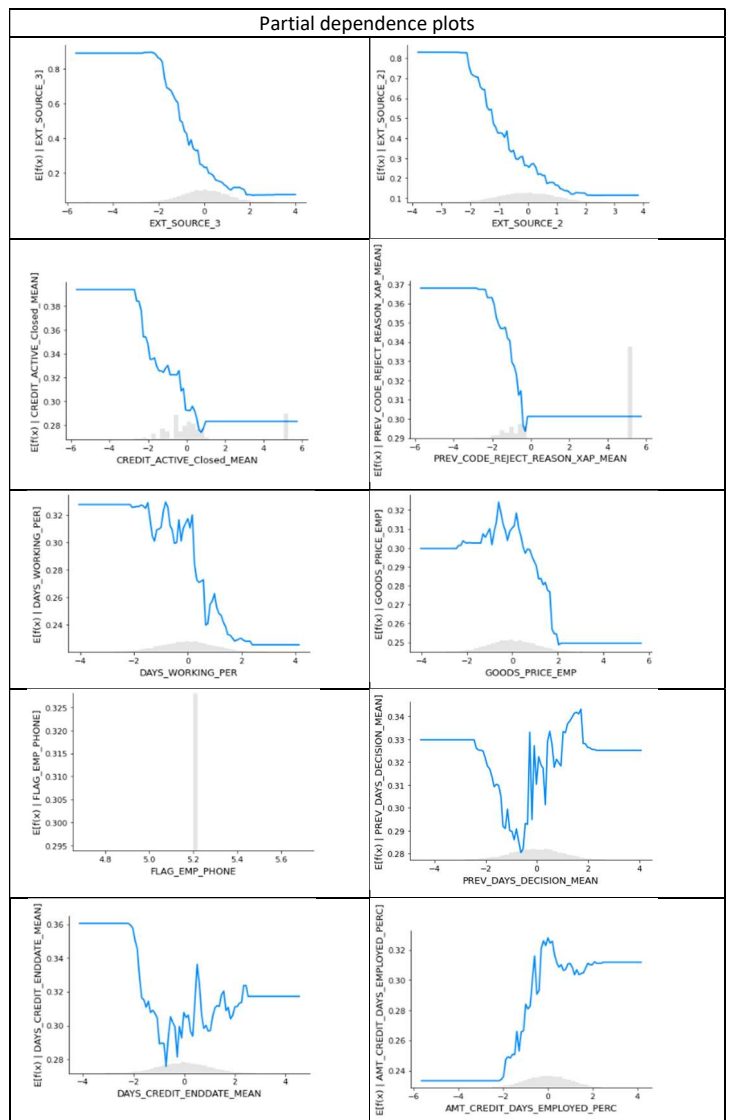 Partial dependence plots
E[f(x) | EXT_SOURCE_3]
0.8
0.6
0.4
0.2
−6 −4 −2 0 2 4
EXT_SOURCE_3
E[f(x) | EXT_SOURCE_2]
0.8
0.7
0.6
0.5
0.4
0.3
0.2
0.1
−4 −3 −2 −1 0 1 2 3 4
EXT_SOURCE_2
E[f(x) | CREDIT_ACTIVE_Closed_MEAN]
0.38
0.36
0.34
0.32
0.30
0.28
−6 −4 −2 0 2 4 6
CREDIT_ACTIVE_Closed_MEAN
E[f(x) | PREV_CODE_REJECT_REASON_XAP_MEAN]
0.37
0.36
0.35
0.34
0.33
0.32
0.31
0.30
0.29
−6 −4 −2 0 2 4 6
PREV_CODE_REJECT_REASON_XAP_MEAN
E[f(x) | DAYS_WORKING_PER]
0.32
0.30
0.28
0.26
0.24
−4 −2 0 2 4
DAYS_WORKING_PER
E[f(x) | GOODS_PRICE_EMP]
0.32
0.31
0.30
0.29
0.28
0.27
0.26
0.25
−4 −2 0 2 4 6
GOODS_PRICE_EMP
E[f(x) | FLAG_EMP_PHONE]
0.325
0.320
0.315
0.310
0.305
0.300
0.295
4.8 5.0 5.2 5.4 5.6
FLAG_EMP_PHONE
E[f(x) | PREV_DAYS_DECISION_MEAN]
0.34
0.33
0.32
0.31
0.30
0.29
0.28
−4 −2 0 2 4
PREV_DAYS_DECISION_MEAN
E[f(x) | DAYS_CREDIT_ENDDATE_MEAN]
0.36
0.34
0.32
0.30
0.28
−4 −2 0 2 4
DAYS_CREDIT_ENDDATE_MEAN
E[f(x) | AMT_CREDIT_DAYS_EMPLOYED_PERC]
0.32
0.30
0.28
0.26
0.24
−4 −2 0 2 4
AMT_CREDIT_DAYS_EMPLOYED_PERC